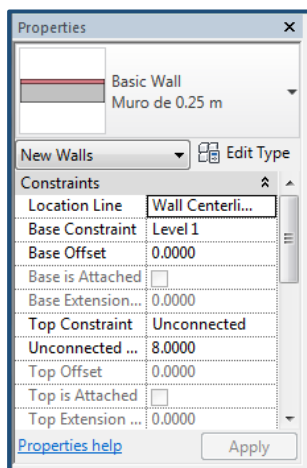 Properties
Basic Wall
Muro de 0.25 m
New Walls Edit Type
Constraints
Location Line Wall Centerli...
Base Constraint Level 1
Base Offset 0.0000
Base is Attached
Base Extension... 0.0000
Top Constraint Unconnected
Unconnected ... 8.0000
Top Offset 0.0000
Top is Attached
Top Extension ... 0.0000
Properties help Apply